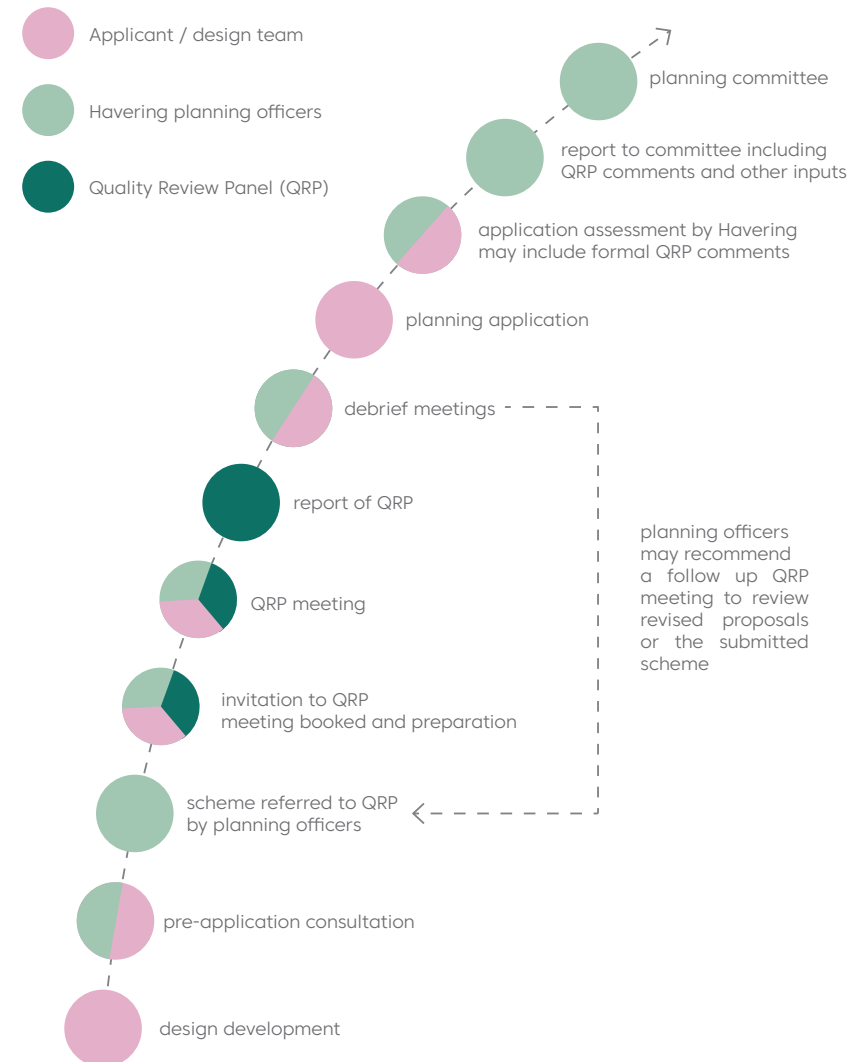 Applicant / design team
Havering planning officers
Quality Review Panel (QRP)
planning committee
report to committee including
QRP comments and other inputs
application assessment by Havering
may include formal QRP comments
planning application
debrief meetings
report of QRP
planning officers
may recommend
a follow up QRP
meeting to review
revised proposals
or the submitted
scheme
QRP meeting
invitation to QRP
meeting booked and preparation
scheme referred to QRP
by planning officers
pre-application consultation
design development